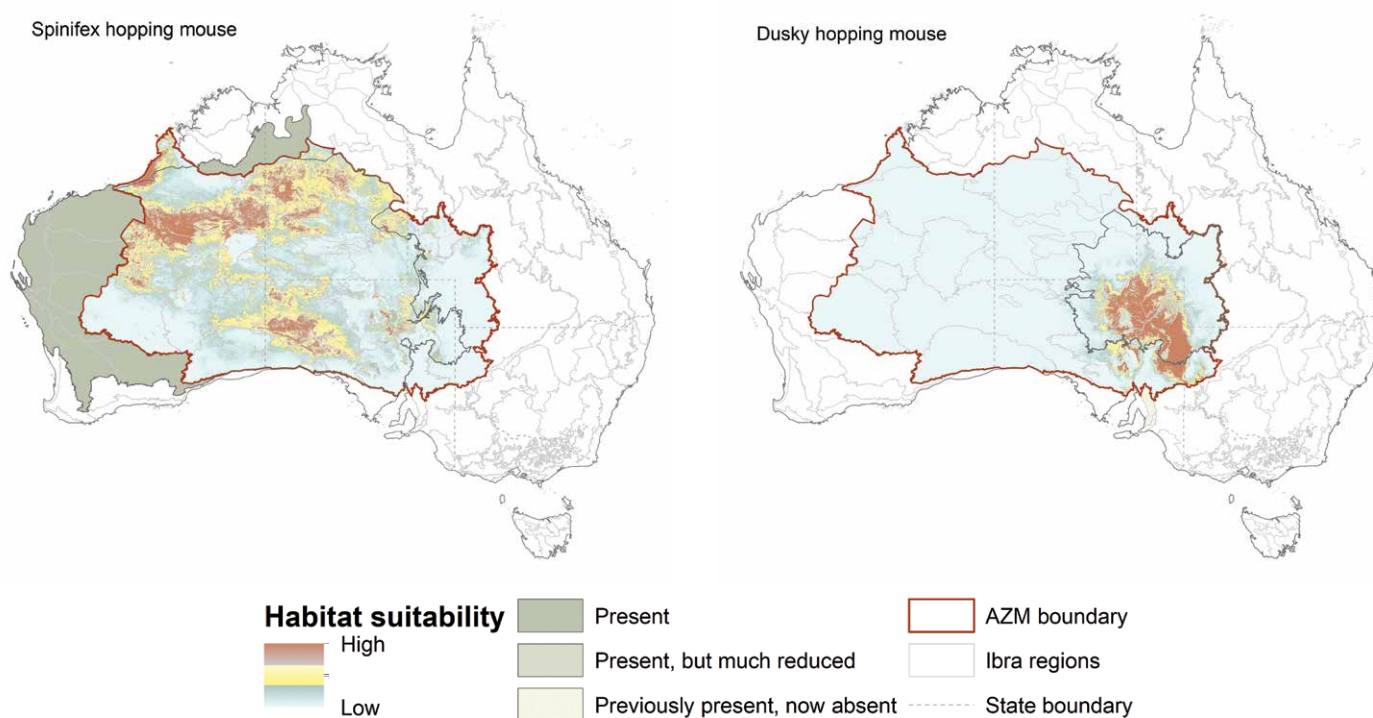 Spinifex hopping mouse
Dusky hopping mouse
Habitat suitability
High
Low
Present
Present, but much reduced
Previously present, now absent
AZM boundary
Ibra regions
State boundary